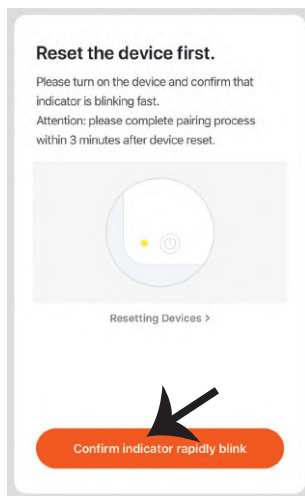 Reset the device first.
Please turn on the device and confirm that
indicator is blinking fast.
Attention: please complete pairing process
within 3 minutes after device reset.
Resetting Devices >
Confirm indicator rapidly blink